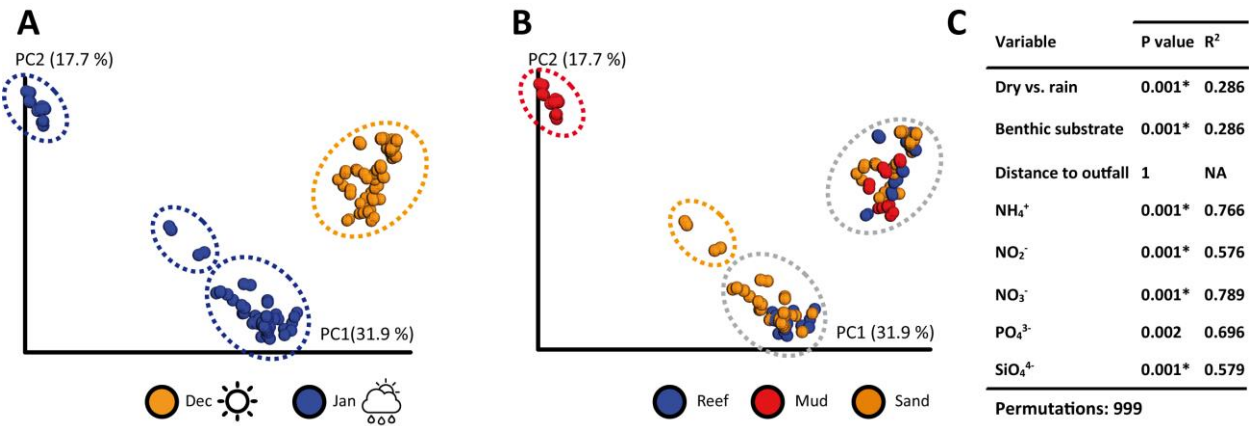 A
PC2 (17.7 %)
PC1(31.9 %)
Dec Jan
B
PC2 (17.7 %)
PC1 (31.9 %)
Reef Mud Sand
C
Variable P value R²
Dry vs. rain 0.001* 0.286
Benthic substrate 0.001* 0.286
Distance to outfall 1 NA
NH₄⁺ 0.001* 0.766
NO₂⁻ 0.001* 0.576
NO₃⁻ 0.001* 0.789
PO₄³⁻ 0.002 0.696
SiO₄⁴⁻ 0.001* 0.579
Permutations: 999